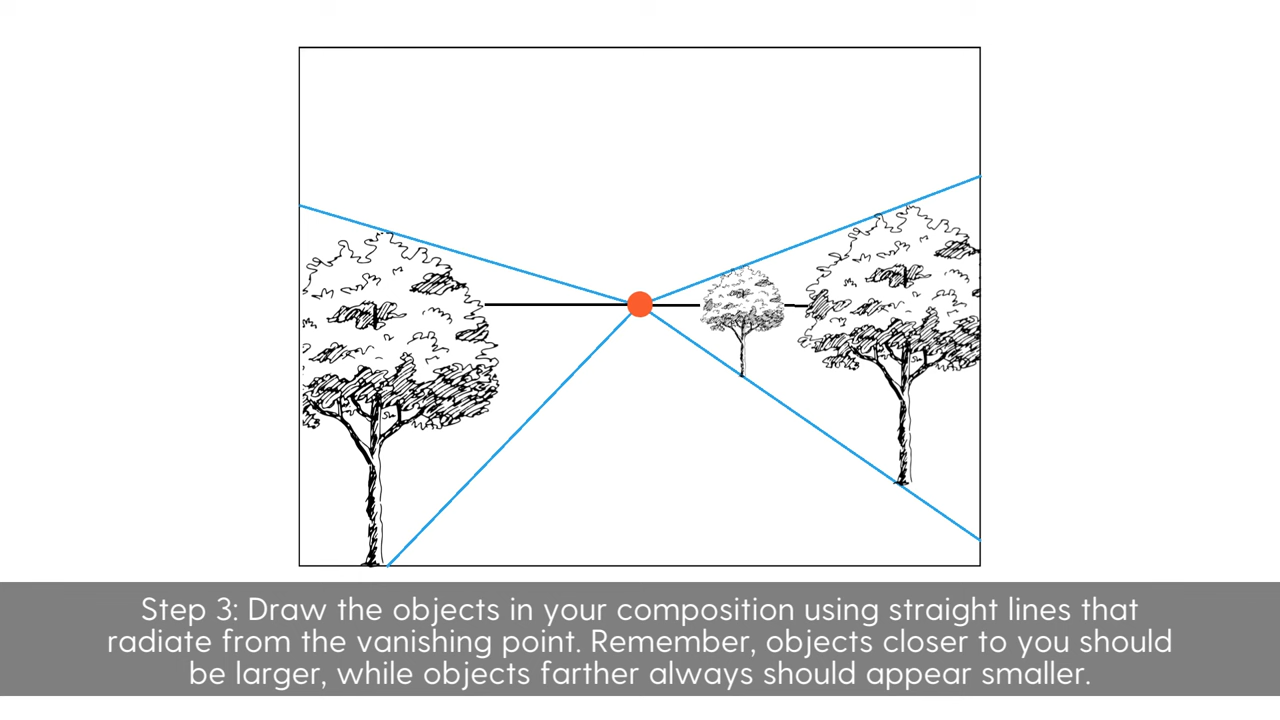 Step 3: Draw the objects in your composition using straight lines that
radiate from the vanishing point. Remember, objects closer to you should
be larger, while objects farther always should appear smaller.